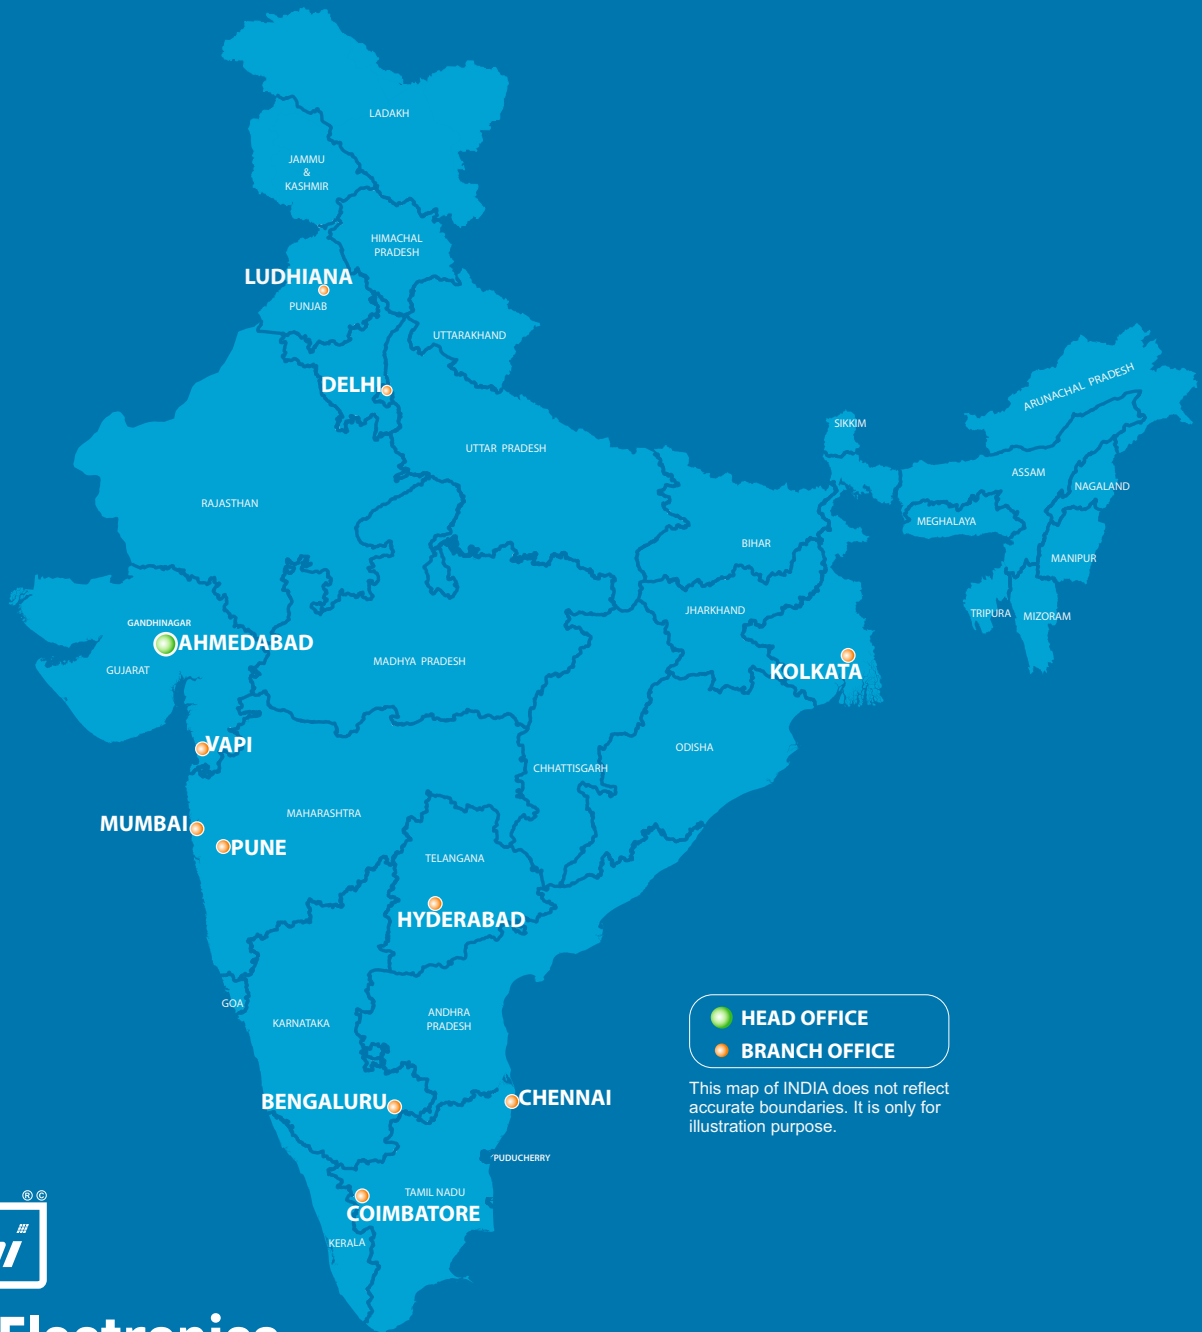 LADAKH
JAMMU
&
KASHMIR
HIMACHAL
PRADESH
LUDHIANA
PUNJAB
UTTARAKHAND
DELHI
ARUNACHAL PRADESH
SIKKIM
UTTAR PRADESH
ASSAM
NAGALAND
RAJASTHAN
MEGHALAYA
BIHAR
MANIPUR
JHARKHAND
TRIPURA
MIZORAM
GANDHINAGAR
AHMEDABAD
GUJARAT
MADHYA PRADESH
KOLKATA
VAPI
ODISHA
CHHATTISGARH
MAHARASHTRA
MUMBAI
PUNE
TELANGANA
HYDERABAD
GOA
KARNATAKA
ANDHRA
PRADESH
HEAD OFFICE
BRANCH OFFICE
This map of INDIA does not reflect
accurate boundaries. It is only for
illustration purpose.
BENGALURU
CHENNAI
PUDUCHERRY
TAMIL NADU
COIMBATORE
KERALA
® ©
Electronics